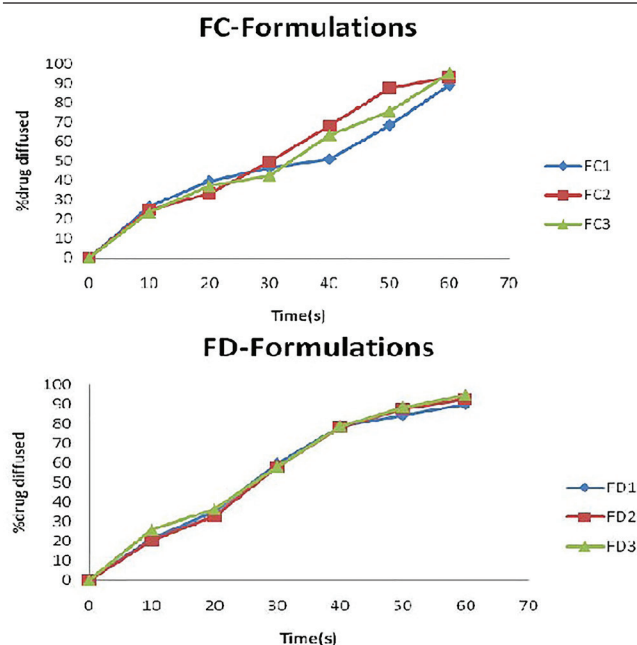 FC-Formulations
100
90
80
70
60
50
40
30
20
10
0
%drug diffused
0 10 20 30 40 50 60 70
Time(s)
FC1
FC2
FC3
FD-Formulations
100
90
80
70
60
50
40
30
20
10
0
%drug diffused
0 10 20 30 40 50 60 70
Time(s)
FD1
FD2
FD3